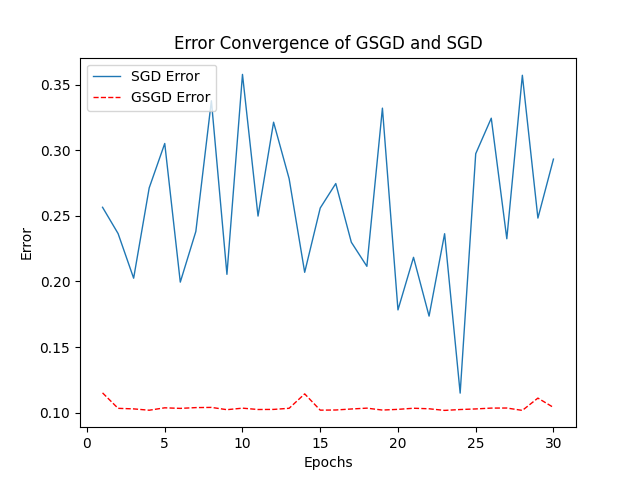 Error Convergence of GSGD and SGD
SGD Error
GSGD Error
0.35
0.30
0.25
0.20
0.15
0.10
Error
0 5 10 15 20 25 30
Epochs